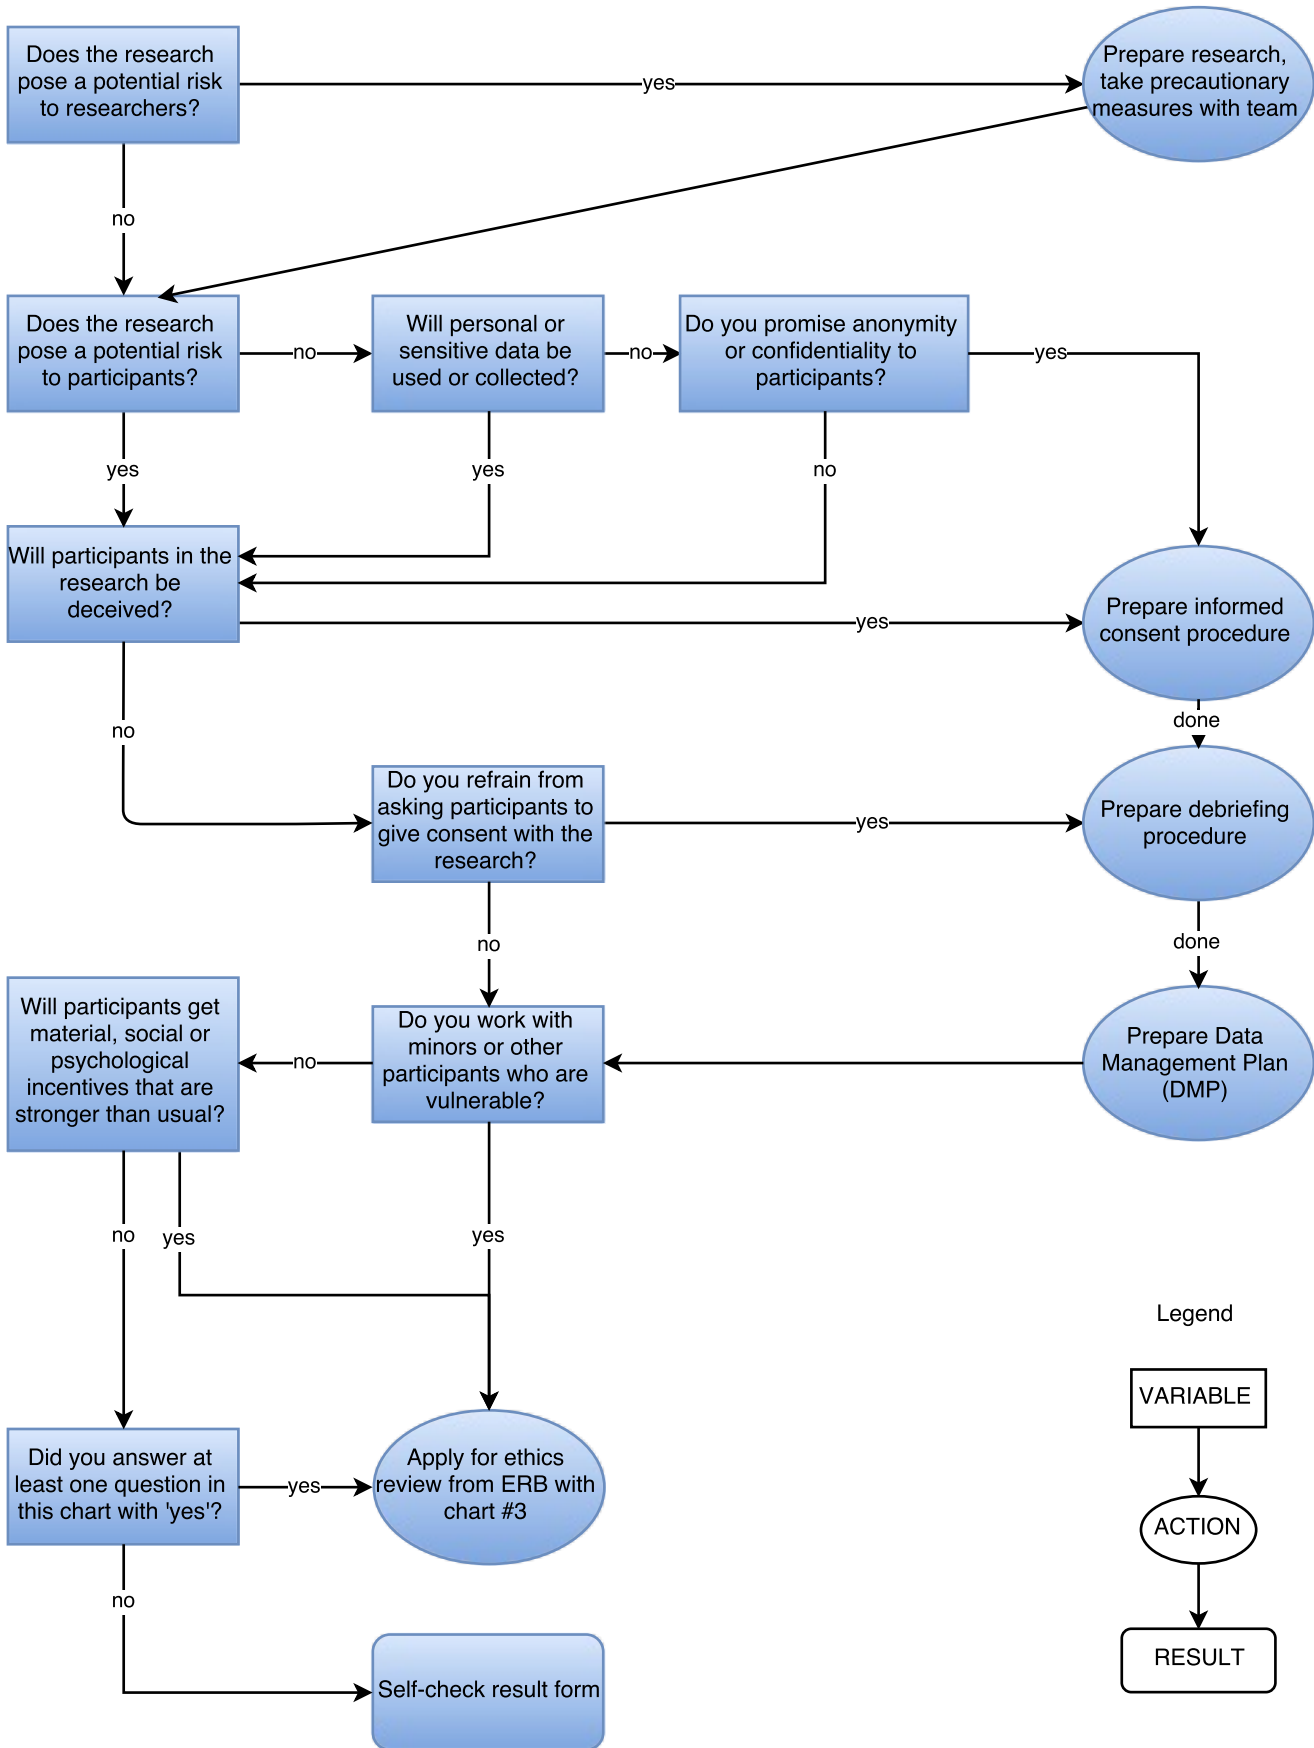 Does the research
pose a potential risk
to researchers?
yes
Prepare research,
take precautionary
measures with team
no
Does the research
pose a potential risk
to participants?
no
Will personal or
sensitive data be
used or collected?
no
Do you promise anonymity
or confidentiality to
participants?
yes
yes
yes
no
Will participants in the
research be
deceived?
yes
Prepare informed
consent procedure
done
no
Do you refrain from
asking participants to
give consent with the
research?
yes
Prepare debriefing
procedure
done
no
Will participants get
material, social or
psychological
incentives that are
stronger than usual?
no
Do you work with
minors or other
participants who are
vulnerable?
Prepare Data
Management Plan
(DMP)
no
yes
yes
Legend
VARIABLE
ACTION
RESULT
Did you answer at
least one question in
this chart with 'yes'?
yes
Apply for ethics
review from ERB with
chart #3
no
Self-check result form